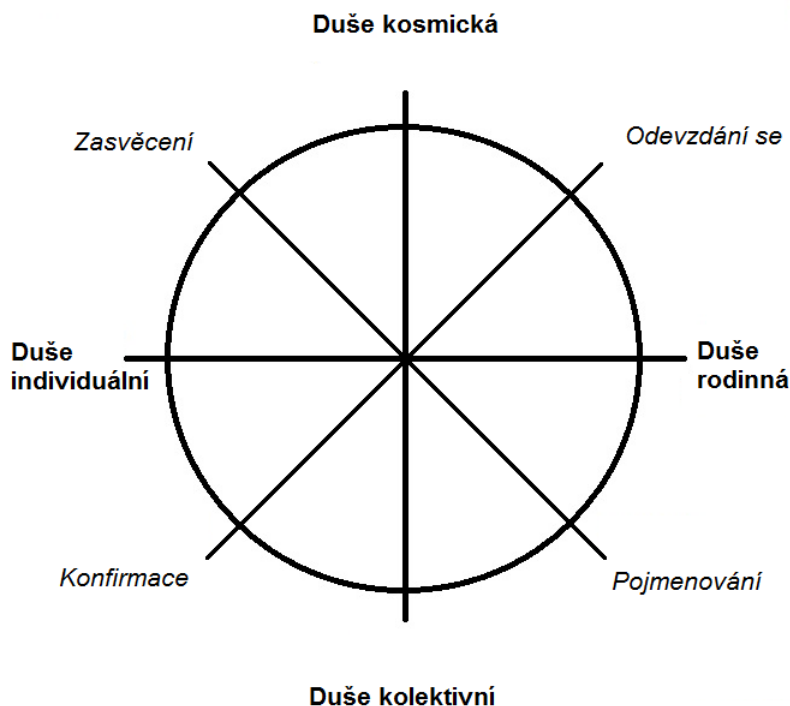 Duše kosmická
Zasvěcení
Odevzdání se
Duše
individuální
Duše
rodinná
Konfirmace
Pojmenování
Duše kolektivní